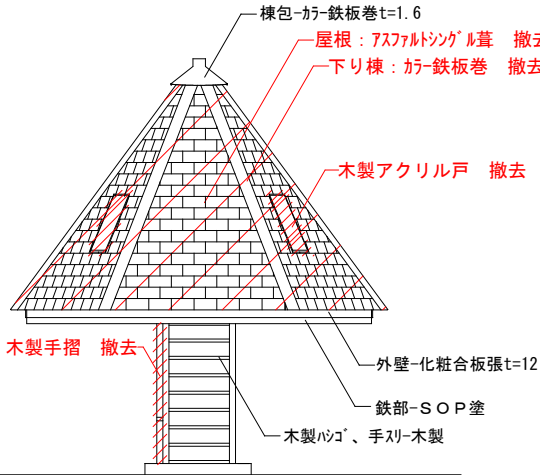 棟包-ｶﾗｰ鉄板巻t=1.6
屋根：ｱｽﾌｧﾙﾄｼﾝｸﾞﾙ葺　撤去
下り棟：ｶﾗｰ鉄板巻　撤去
木製アクリル戸　撤去
木製手摺　撤去
外壁-化粧合板張t=12
鉄部-ＳＯＰ塗
木製ﾊｼｺﾞ、手ｽﾘｰ木製